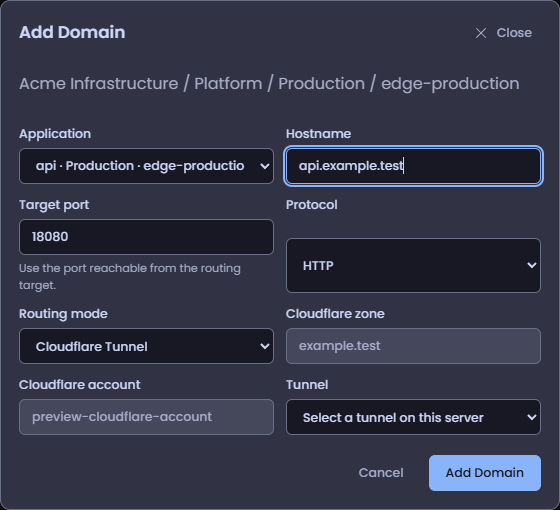 Add Domain
Close
Acme Infrastructure / Platform / Production / edge-production
Application
Hostname
api · Production · edge-productio
api.example.test
Target port
Protocol
18080
HTTP
Use the port reachable from the routing
target.
Routing mode
Cloudflare zone
Cloudflare Tunnel
example.test
Cloudflare account
Tunnel
preview-cloudflare-account
Select a tunnel on this server
Cancel
Add Domain